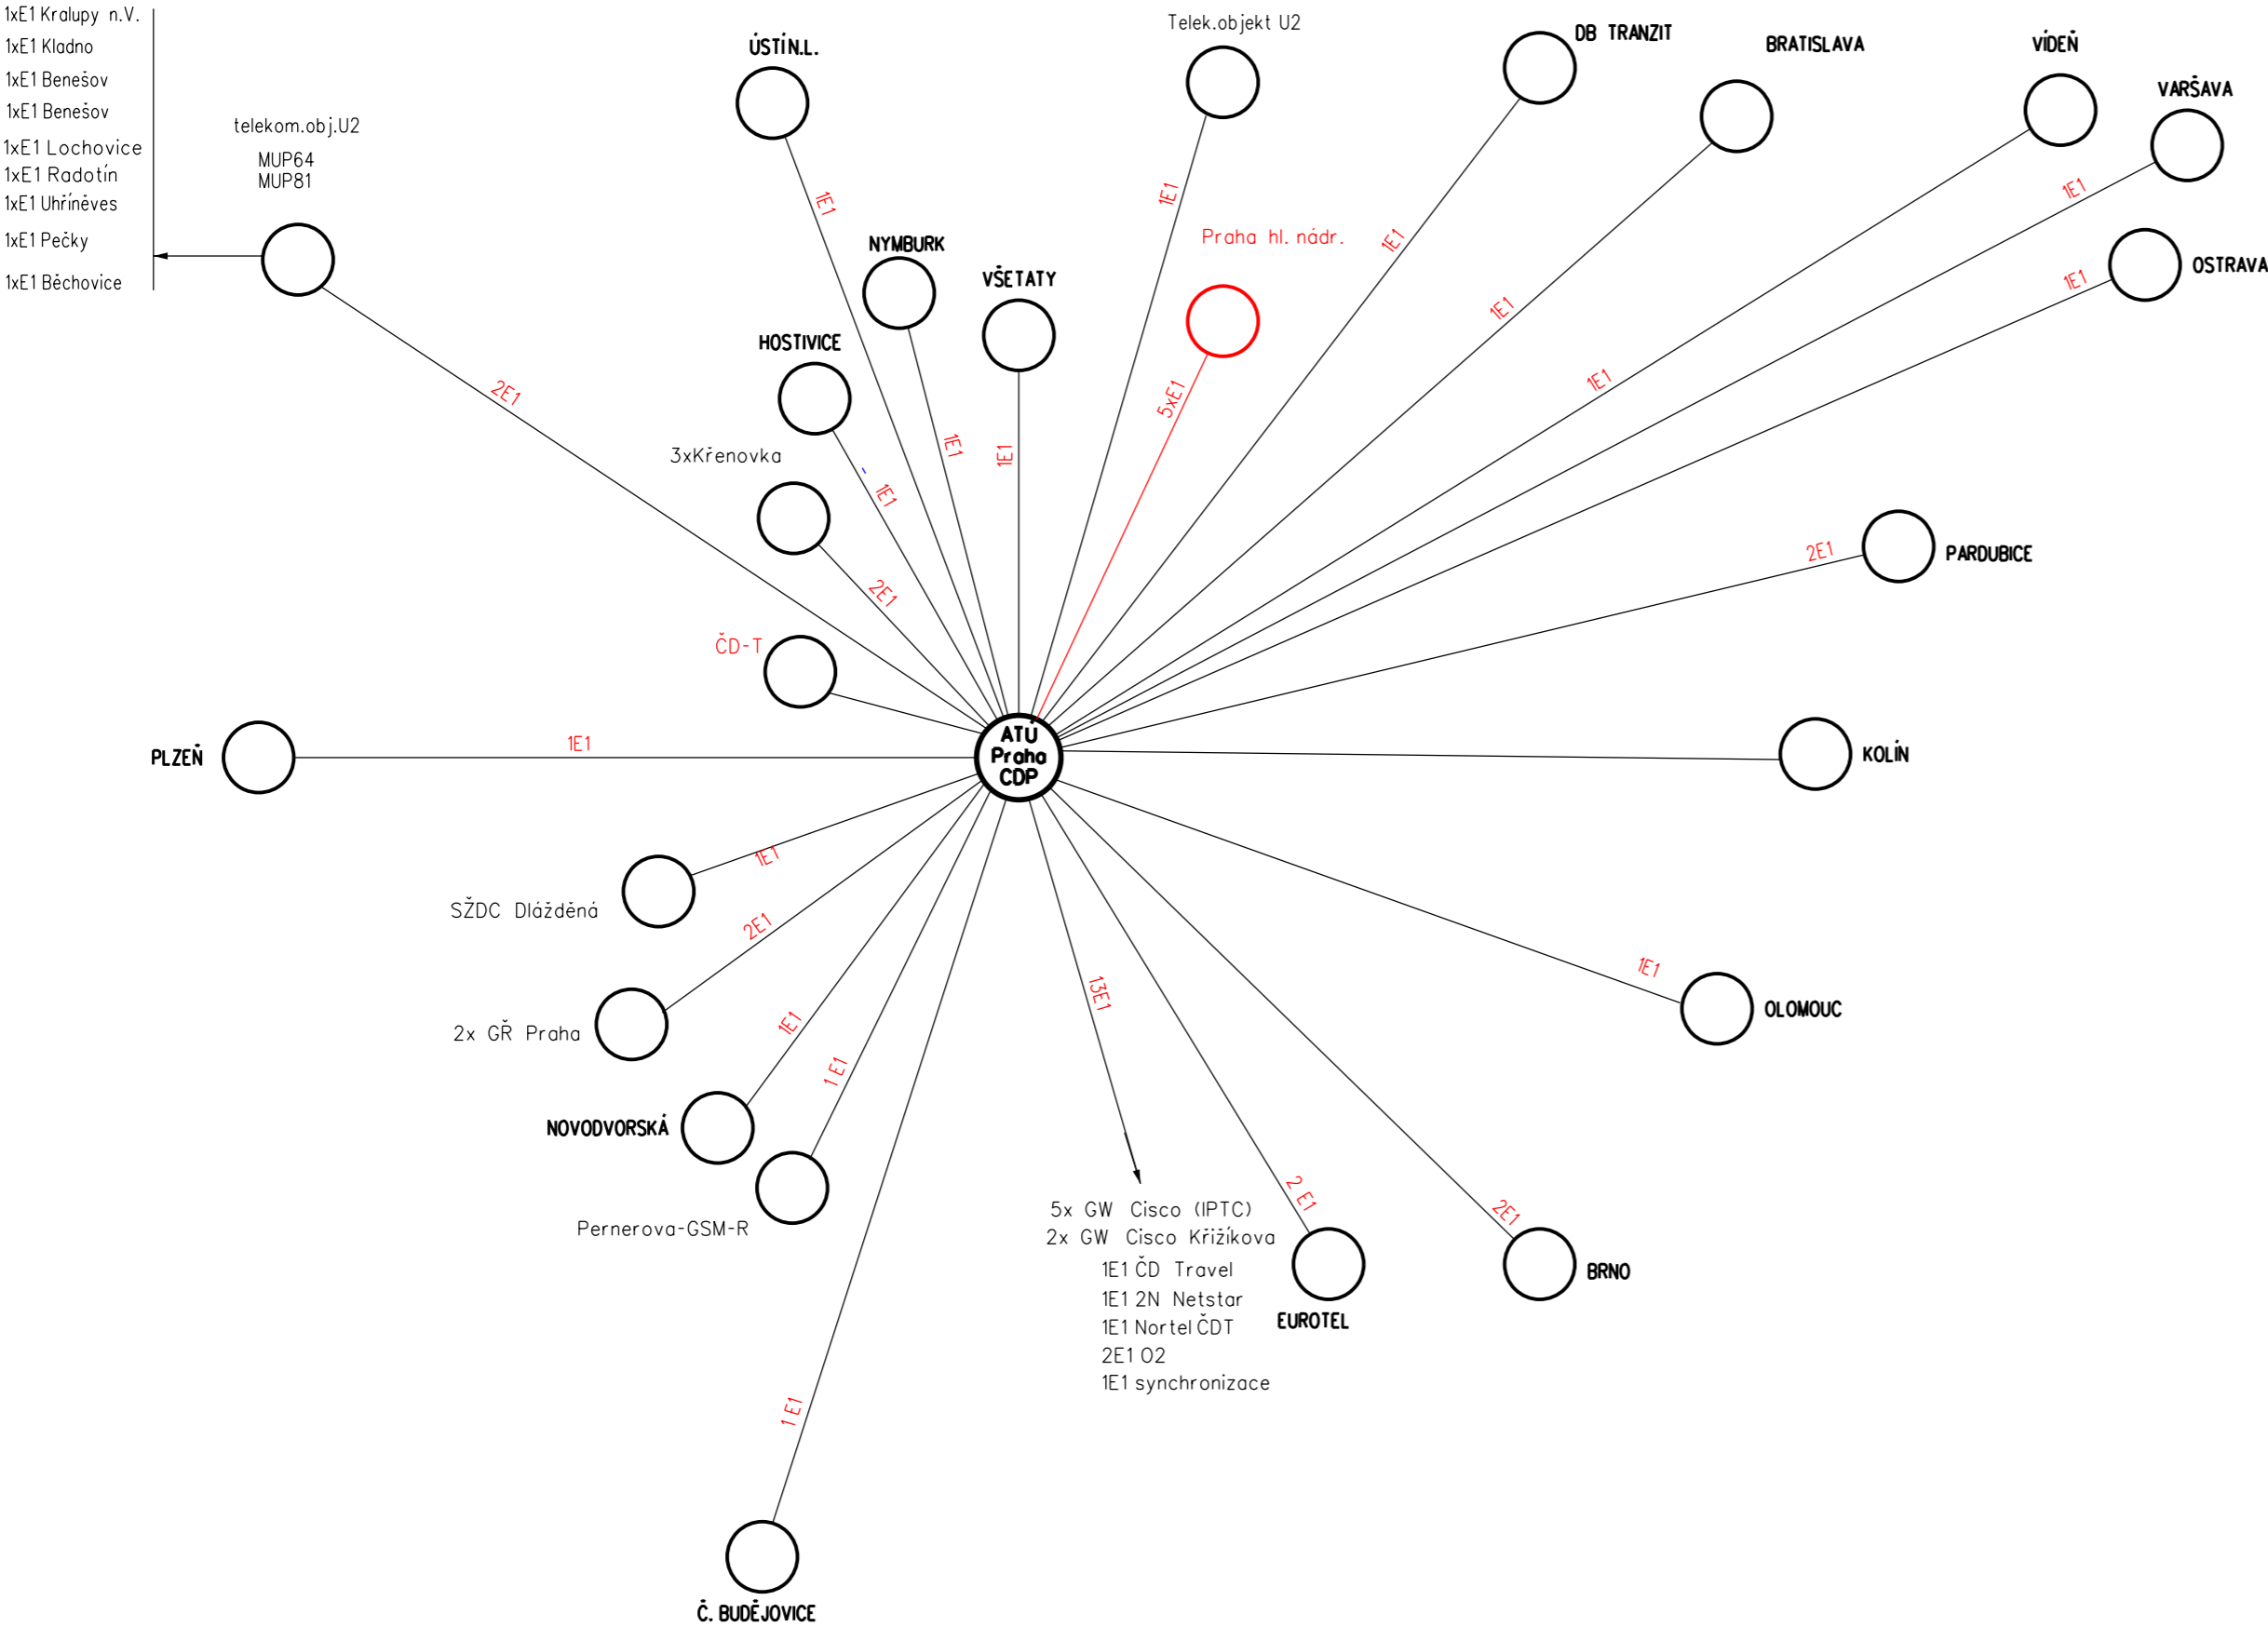 1xE1 Kralupy n.V.
1xE1 Kladno
1xE1 Benešov
1xE1 Benešov
1xE1 Lochovice
1xE1 Radotín
1xE1 Uhříněves
1xE1 Pečky
1xE1 Běchovice
telekom.obj.U2
MUP64
MUP81
2E1
ÚSTÍN.L.
1E1
NYMBURK
1E1
VŠETATY
1E1
HOSTIVICE
1E1
3xKřenovka
2E1
ČD-T
Telek.objekt U2
1E1
Praha hl. nádr.
5xE1
DB TRANZIT
1E1
BRATISLAVA
1E1
VÍDEŇ
1E1
VARŠAVA
1E1
OSTRAVA
1E1
PARDUBICE
2E1
ATÚ
Praha
CDP
PLZEŇ
1E1
KOLÍN
SŽDC Dlážděná
1E1
2x GŘ Praha
2E1
NOVODVORSKÁ
1E1
Pernerova-GSM-R
1 E1
Č. BUDĚJOVICE
1 E1
13E1
5x GW Cisco (IPTC)
2x GW Cisco Křižíkova
1E1 ČD Travel
1E1 2N Netstar
1E1 Nortel ČDT
2E1 O2
1E1 synchronizace
2 E1
EUROTEL
2E1
BRNO
1E1
OLOMOUC